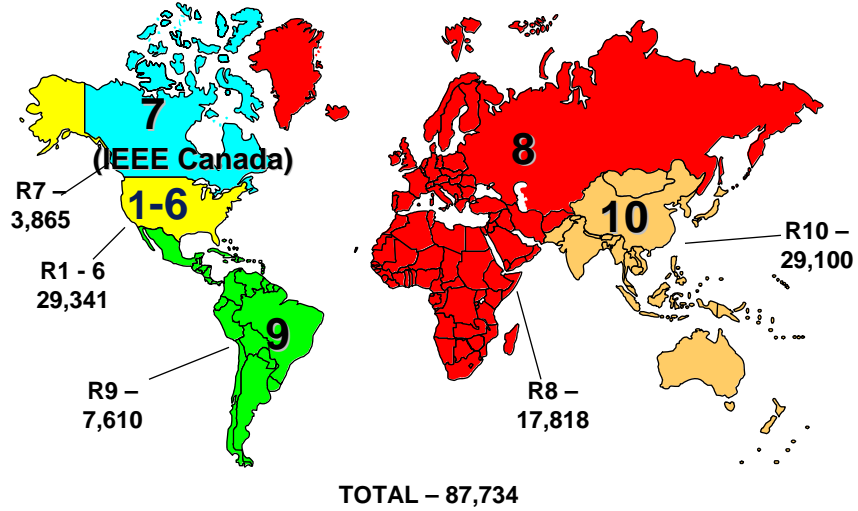 7
(IEEE Canada)
R7 –
3,865
1-6
R1 - 6
29,341
8
10
R10 –
29,100
9
R9 –
7,610
R8 –
17,818
TOTAL – 87,734